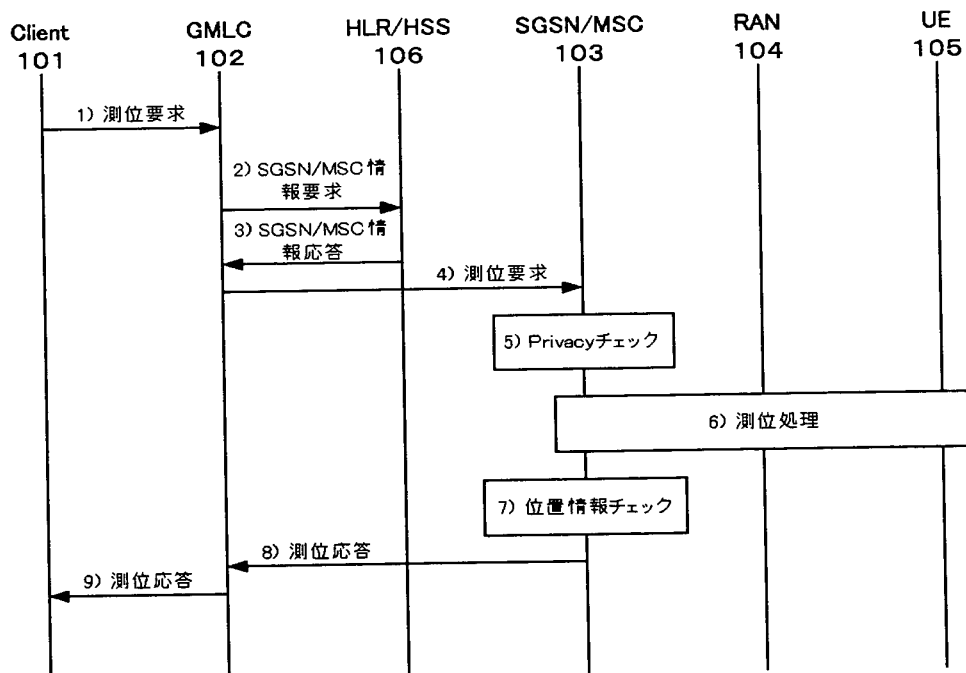 Client
101
GMLC
102
HLR/HSS
106
SGSN/MSC
103
RAN
104
UE
105
1) 測位要求
2) SGSN/MSC情
報要求
3) SGSN/MSC情
報応答
4) 測位要求
5) Privacyチェック
6) 測位処理
7) 位置情報チェック
8) 測位応答
9) 測位応答